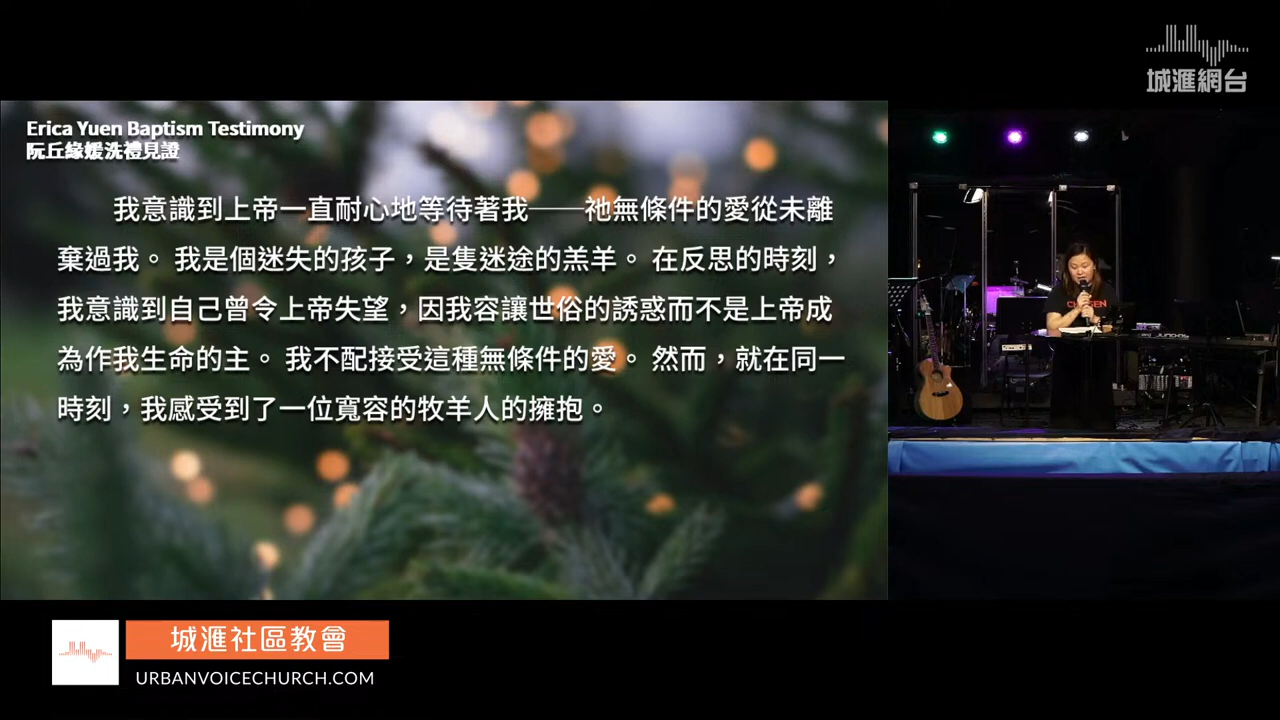 城滙網台
Erica Yuen Baptism Testimony
阮丘緣媛洗禮見證
我意識到上帝一直耐心地等待著我──祂無條件的愛從未離
棄過我。 我是個迷失的孩子，是隻迷途的羔羊。 在反思的時刻，
我意識到自己曾令上帝失望，因我容讓世俗的誘惑而不是上帝成
為作我生命的主。 我不配接受這種無條件的愛。 然而，就在同一
時刻，我感受到了一位寬容的牧羊人的擁抱。
城滙社區教會
URBANVOICECHURCH.COM